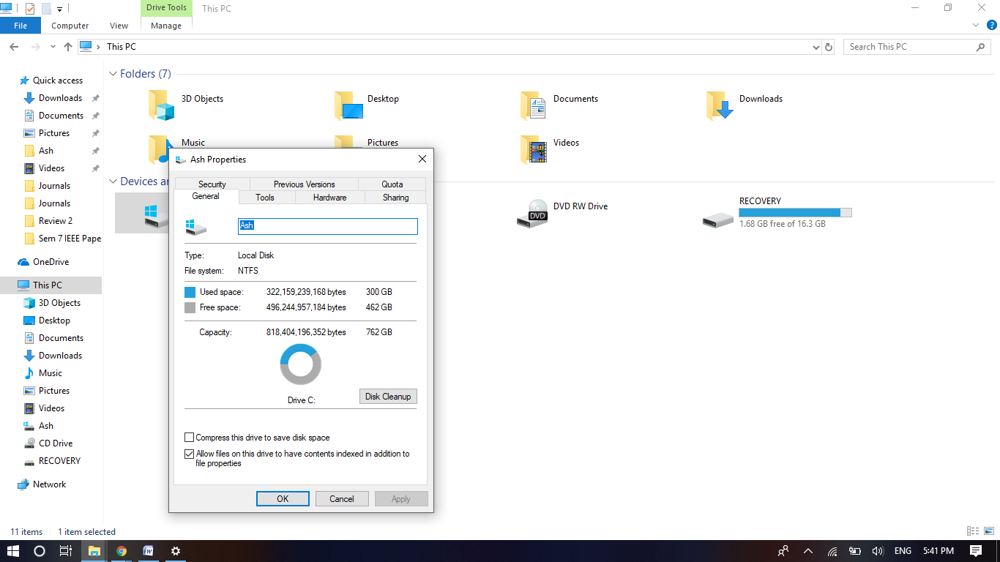 Drive Tools
This PC
File
Computer
View
Manage
This PC
Search This PC
Quick access
Downloads
Documents
Pictures
Ash
Videos
Journals
Journals
Review 2
Sem 7 IEEE Pape
OneDrive
This PC
3D Objects
Desktop
Documents
Downloads
Music
Pictures
Videos
Ash
CD Drive
RECOVERY
Network
Folders (7)
3D Objects
Desktop
Documents
Downloads
Music
Pictures
Videos
Devices an
DVD RW Drive
DVD
RECOVERY
1.68 GB free of 16.3 GB
Ash Properties
Security
Previous Versions
Quota
General
Tools
Hardware
Sharing
Ash
Type: Local Disk
File system: NTFS
Used space: 322,159,239,168 bytes 300 GB
Free space: 496,244,957,184 bytes 462 GB
Capacity: 818,404,196,352 bytes 762 GB
Drive C:
Disk Cleanup
Compress this drive to save disk space
Allow files on this drive to have contents indexed in addition to
file properties
OK
Cancel
Apply
11 items
1 item selected
ENG
5:41 PM